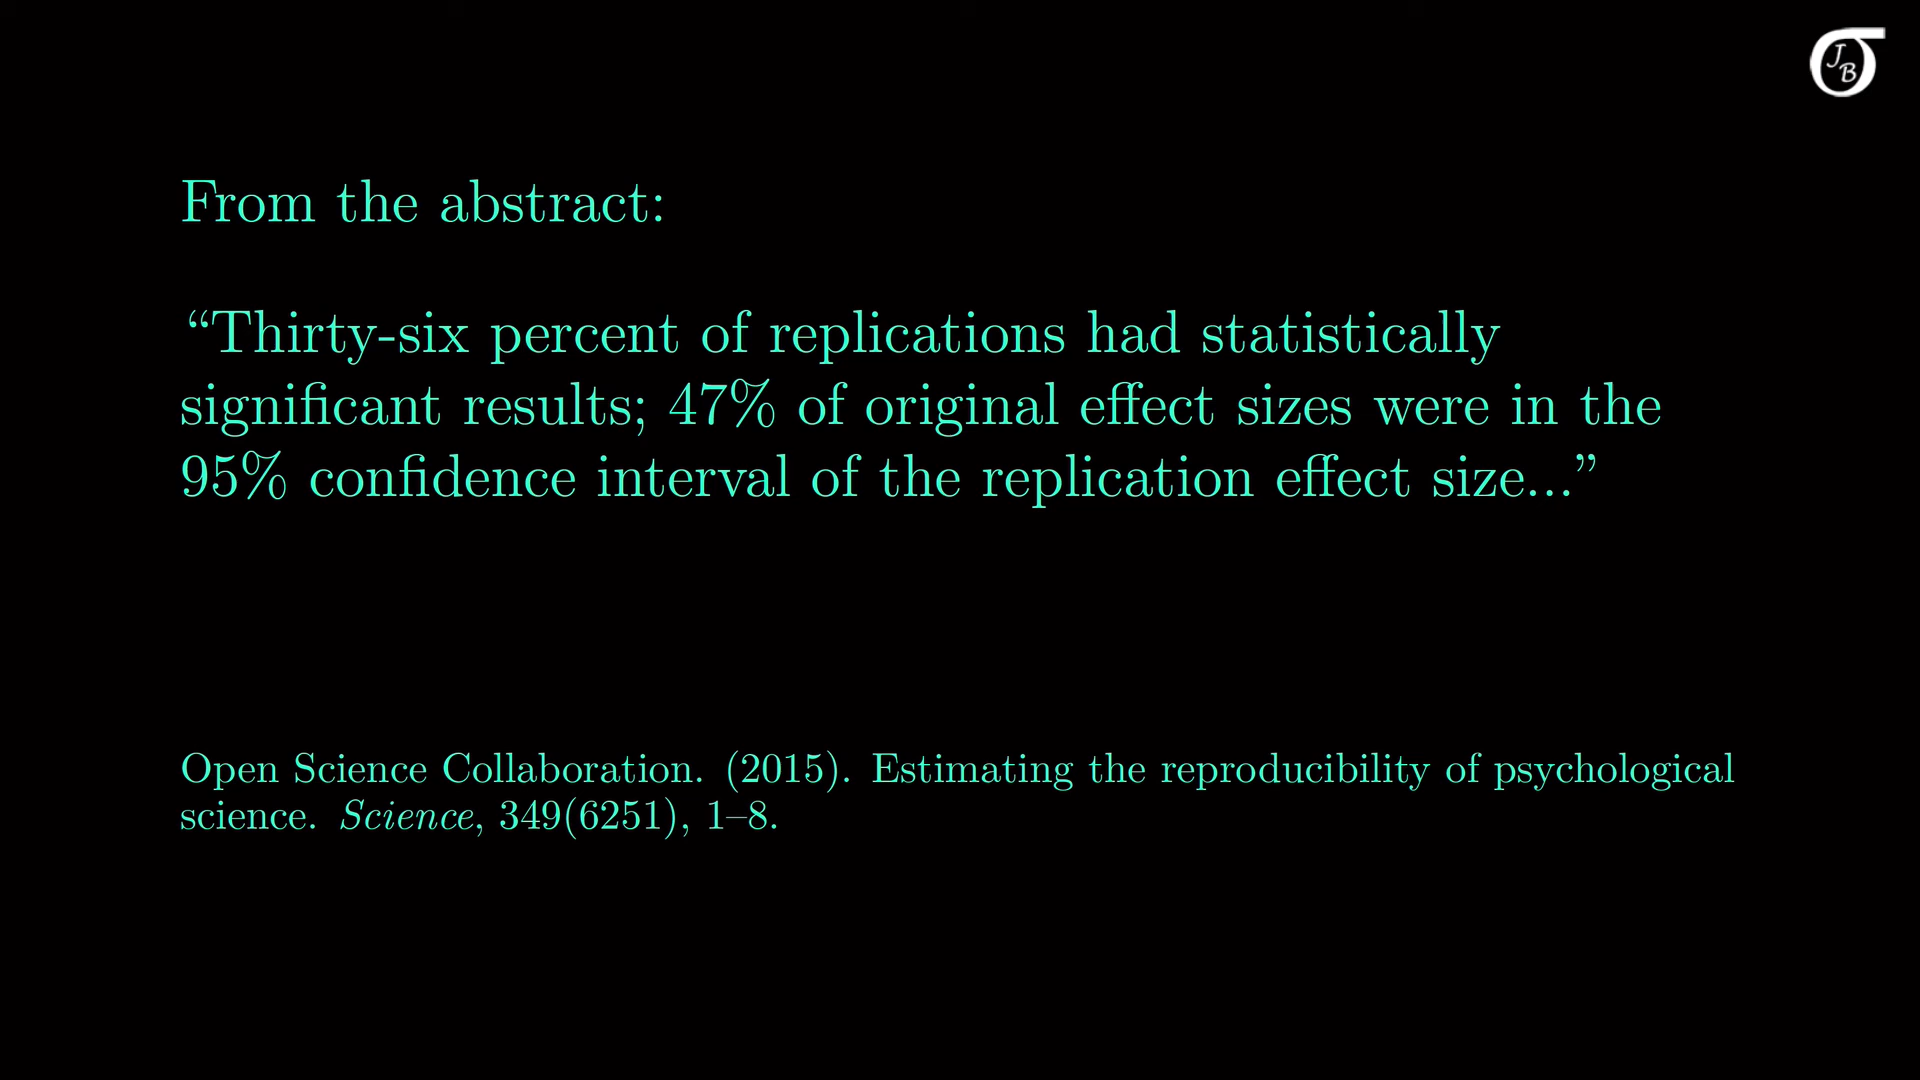 J
B
From the abstract:
“Thirty-six percent of replications had statistically
significant results; 47% of original effect sizes were in the
95% confidence interval of the replication effect size...”
Open Science Collaboration. (2015). Estimating the reproducibility of psychological
science. Science, 349(6251), 1–8.